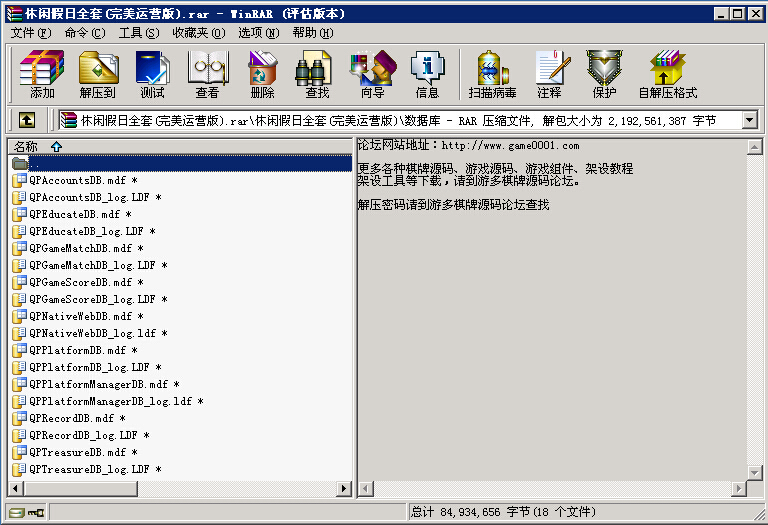 休闲假日全套(完美运营版).rar - WinRAR (评估版本)
文件(F) 命令(C) 工具(S) 收藏夹(O) 选项(N) 帮助(H)
添加 解压到 测试 查看 删除 查找 向导 信息 扫描病毒 注释 保护 自解压格式
休闲假日全套(完美运营版).rar\休闲假日全套(完美运营版)\数据库 - RAR 压缩文件, 解包大小为 2,192,561,387 字节
名称
..
QPAccountsDB.mdf *
QPAccountsDB_log.LDF *
QPEducateDB.mdf *
QPEducateDB_log.LDF *
QPGameMatchDB.mdf *
QPGameMatchDB_log.LDF *
QPGameScoreDB.mdf *
QPGameScoreDB_log.LDF *
QPNativeWebDB.mdf *
QPNativeWebDB_log.ldf *
QPPlatformDB.mdf *
QPPlatformDB_log.LDF *
QPPlatformManagerDB.mdf *
QPPlatformManagerDB_log.ldf *
QPRecordDB.mdf *
QPRecordDB_log.LDF *
QPTreasureDB.mdf *
QPTreasureDB_log.LDF *
论坛网站地址：http://www.game0001.com
更多各种棋牌源码、游戏源码、游戏组件、架设教程
架设工具等下载，请到游多棋牌源码论坛。
解压密码请到游多棋牌源码论坛查找
总计 84,934,656 字节(18 个文件)